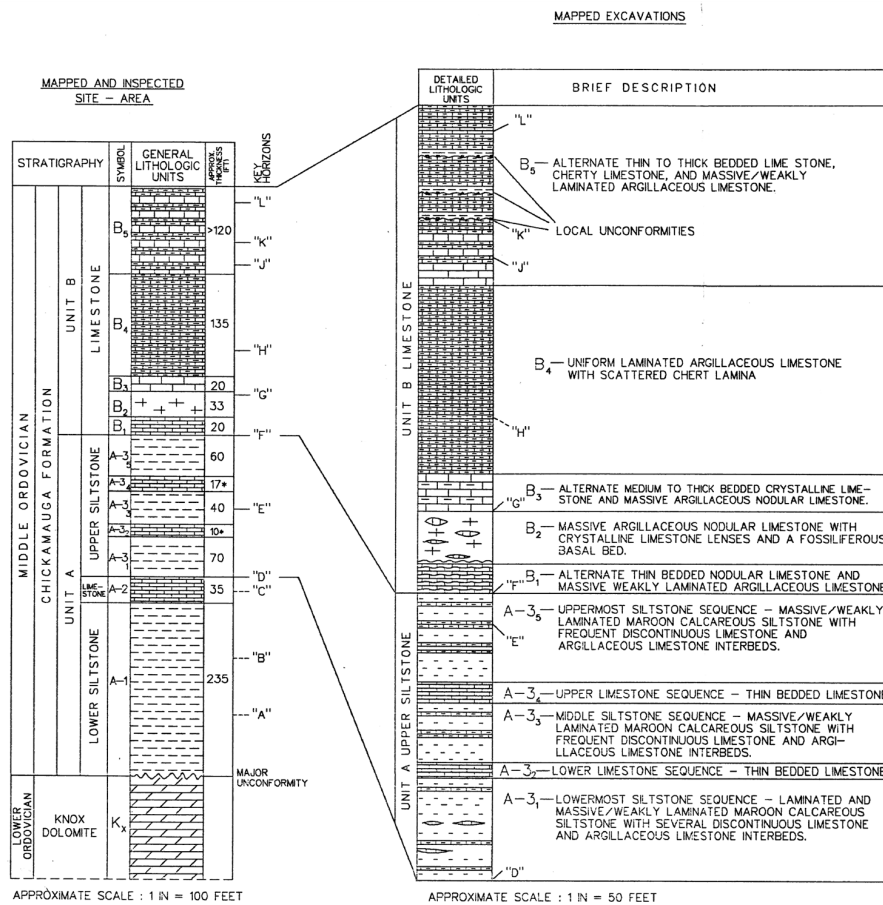 MAPPED EXCAVATIONS
MAPPED AND INSPECTED
SITE - AREA
STRATIGRAPHY
SYMBOL
GENERAL
LITHOLOGIC
UNITS
APPROX.
THICKNESS
(FT)
KEY
HORIZONS
MIDDLE ORDOVICIAN
CHICKAMAUGA FORMATION
UNIT B
LIMESTONE
B5
>120
"L"
"K"
"J"
B4
135
"H"
B3
20
"G"
B2
33
B1
20
"F"
UNIT A
UPPER SILTSTONE
A-35
60
A-34
17*
A-33
40
"E"
A-32
10*
A-31
70
"D"
LIME-
STONE
A-2
35
"C"
LOWER SILTSTONE
A-1
235
"B"
"A"
MAJOR
UNCONFORMITY
LOWER
ORDOVICIAN
KNOX
DOLOMITE
Kx
APPROXIMATE SCALE : 1 IN = 100 FEET
DETAILED
LITHOLOGIC
UNITS
BRIEF DESCRIPTION
UNIT B LIMESTONE
"L"
B5 — ALTERNATE THIN TO THICK BEDDED LIME STONE,
CHERTY LIMESTONE, AND MASSIVE/WEAKLY
LAMINATED ARGILLACEOUS LIMESTONE.
"K"
LOCAL UNCONFORMITIES
"J"
B4 — UNIFORM LAMINATED ARGILLACEOUS LIMESTONE
WITH SCATTERED CHERT LAMINA
"H"
B3 — ALTERNATE MEDIUM TO THICK BEDDED CRYSTALLINE LIME-
STONE AND MASSIVE ARGILLACEOUS NODULAR LIMESTONE.
"G"
B2 — MASSIVE ARGILLACEOUS NODULAR LIMESTONE WITH
CRYSTALLINE LIMESTONE LENSES AND A FOSSILIFEROUS
BASAL BED.
B1 — ALTERNATE THIN BEDDED NODULAR LIMESTONE AND
MASSIVE WEAKLY LAMINATED ARGILLACEOUS LIMESTONE
"F"
UNIT A UPPER SILTSTONE
A-35 — UPPERMOST SILTSTONE SEQUENCE - MASSIVE/WEAKLY
LAMINATED MAROON CALCAREOUS SILTSTONE WITH
FREQUENT DISCONTINUOUS LIMESTONE AND
ARGILLACEOUS LIMESTONE INTERBEDS.
"E"
A-34 — UPPER LIMESTONE SEQUENCE - THIN BEDDED LIMESTONE
A-33 — MIDDLE SILTSTONE SEQUENCE - MASSIVE/WEAKLY
LAMINATED MAROON CALCAREOUS SILTSTONE WITH
FREQUENT DISCONTINUOUS LIMESTONE AND ARGI-
LLACEOUS LIMESTONE INTERBEDS.
A-32 — LOWER LIMESTONE SEQUENCE - THIN BEDDED LIMESTONE
A-31 — LOWERMOST SILTSTONE SEQUENCE - LAMINATED AND
MASSIVE/WEAKLY LAMINATED MAROON CALCAREOUS
SILTSTONE WITH SEVERAL DISCONTINUOUS LIMESTONE
AND ARGILLACEOUS LIMESTONE INTERBEDS.
"D"
APPROXIMATE SCALE : 1 IN = 50 FEET